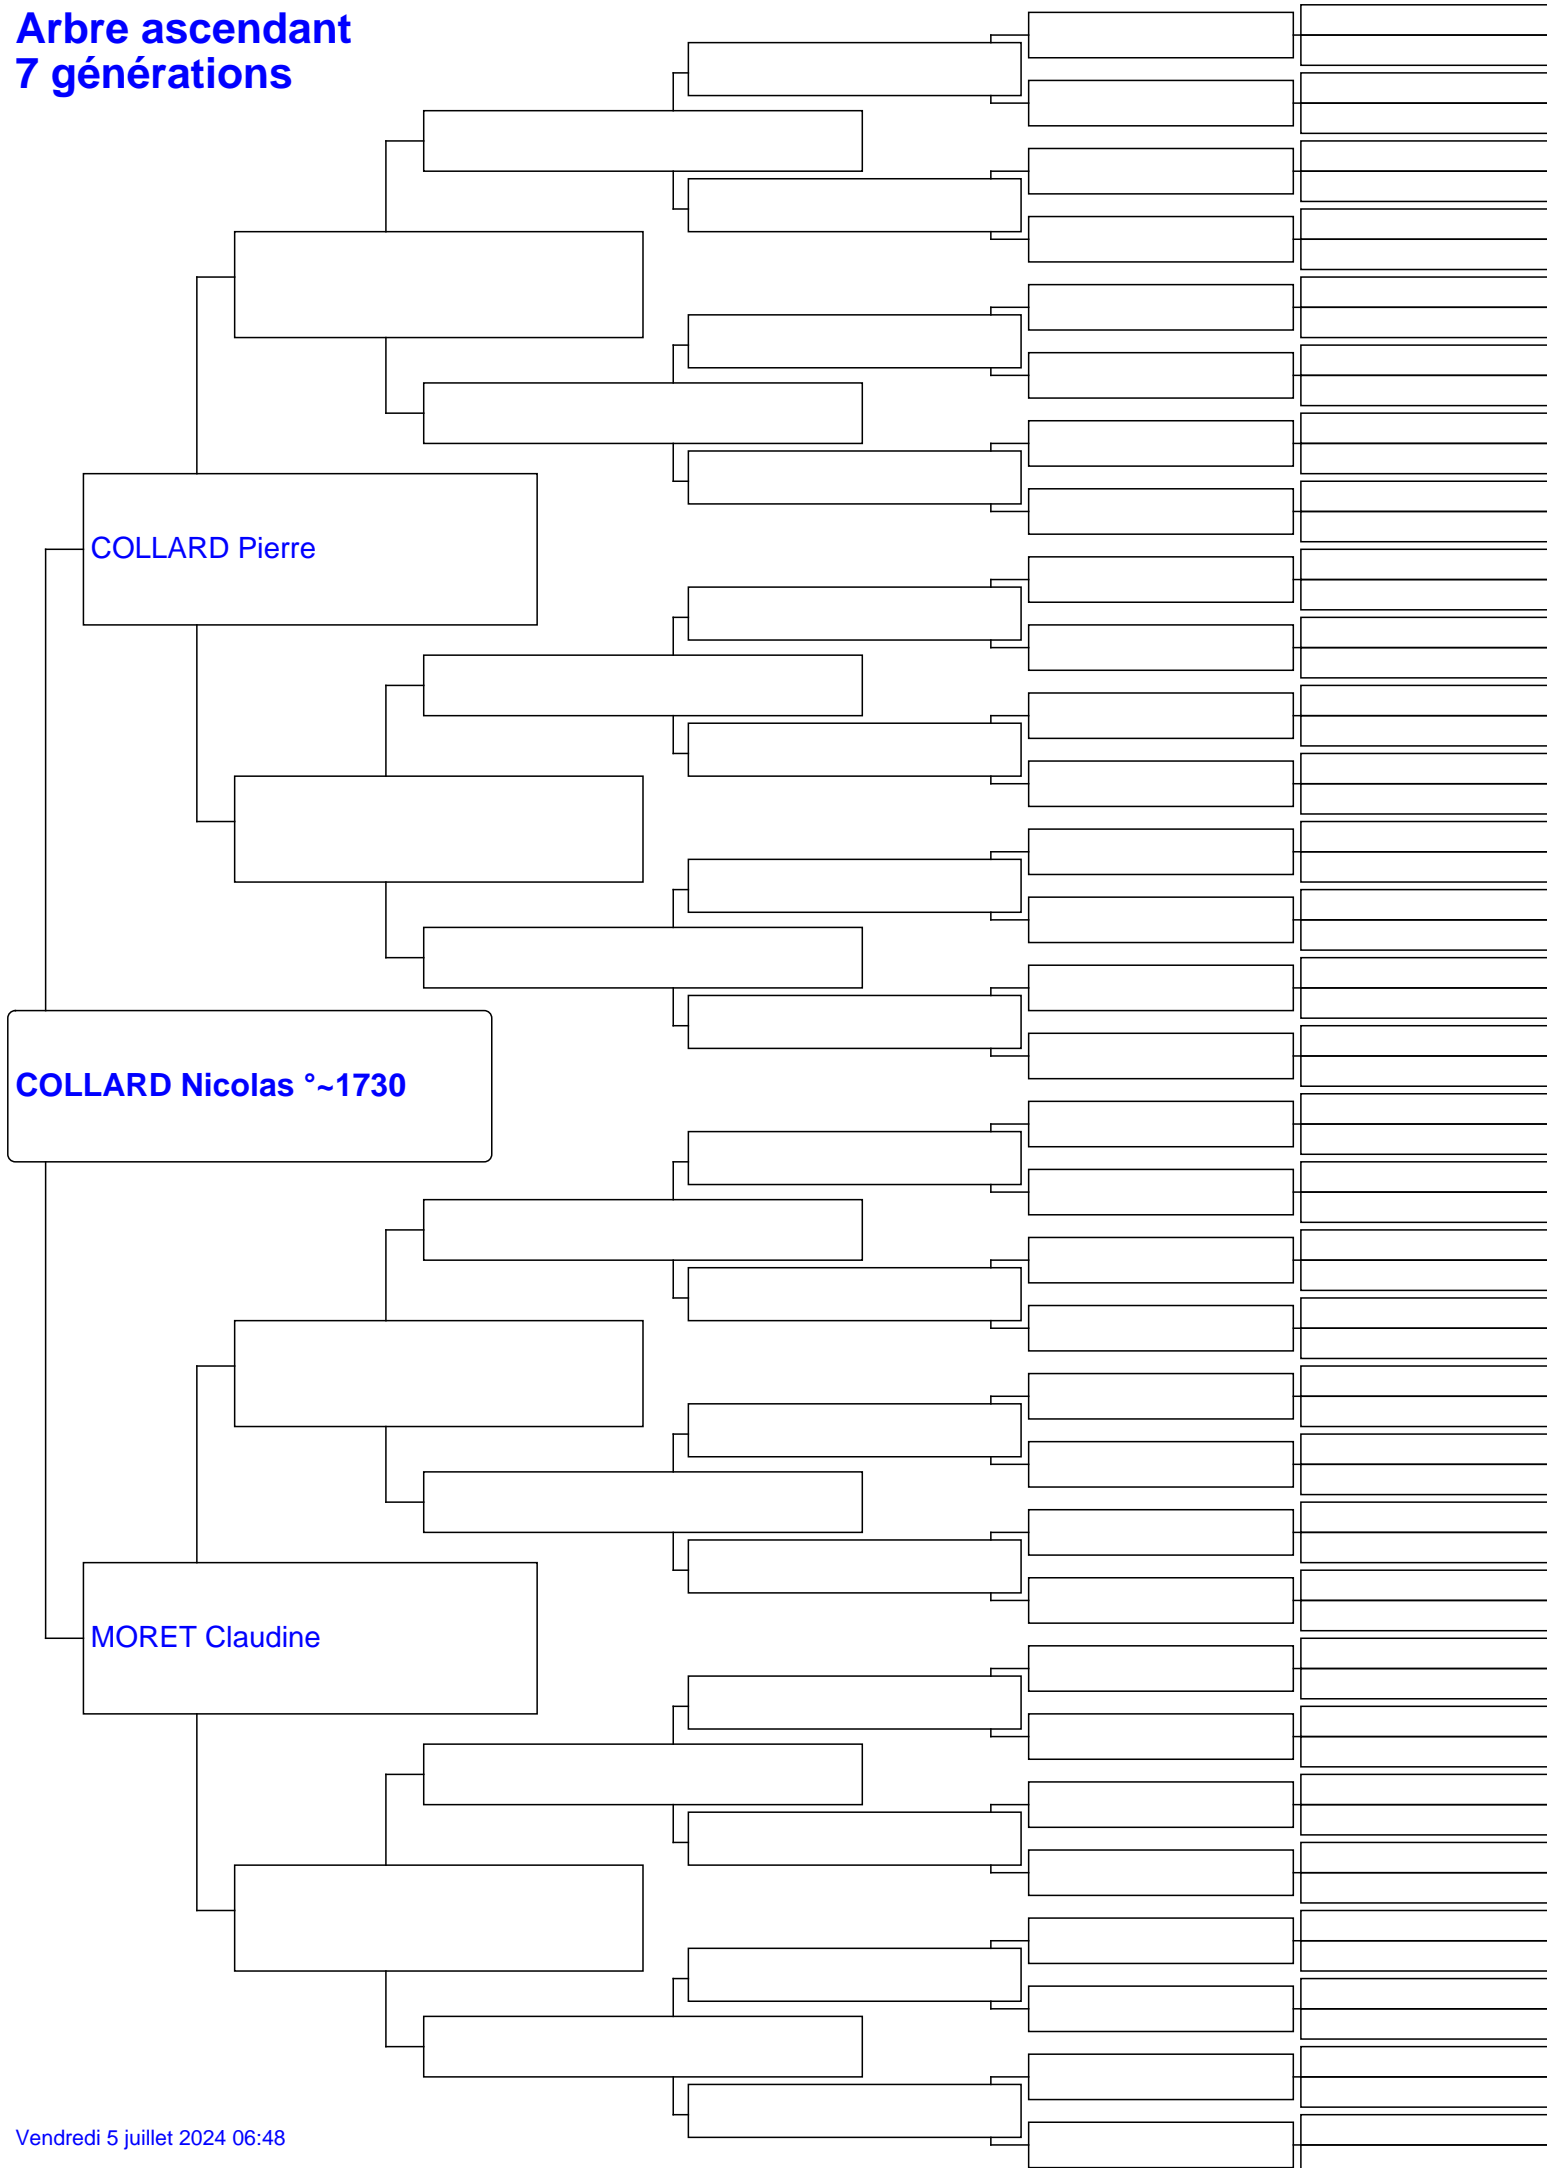 Arbre ascendant
7 générations
COLLARD Pierre
COLLARD Nicolas °~1730
MORET Claudine
Vendredi 5 juillet 2024 06:48